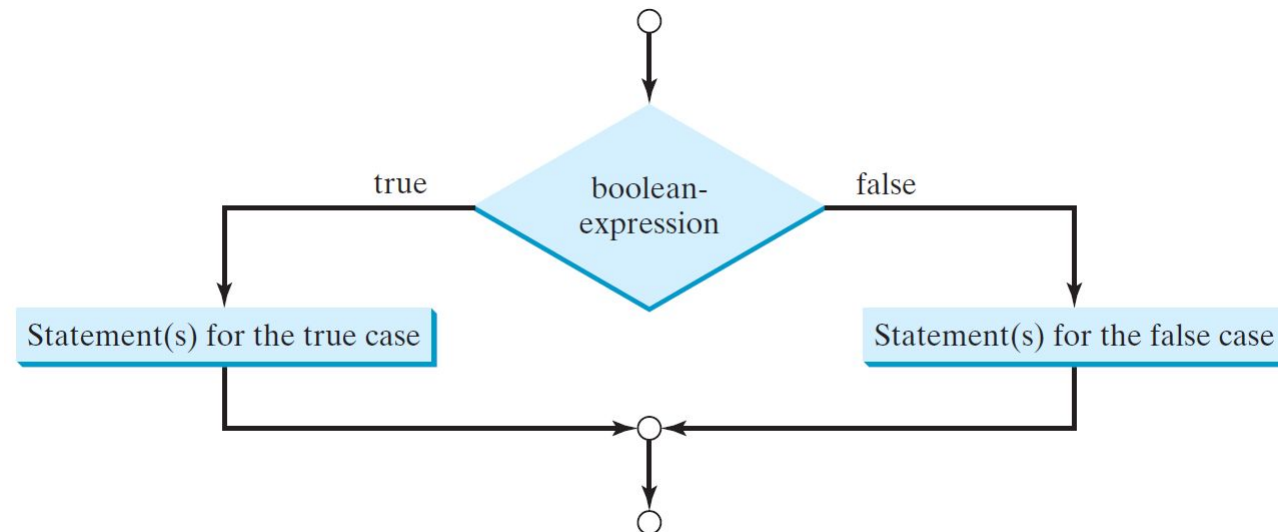 true
false
boolean-
expression
Statement(s) for the true case
Statement(s) for the false case